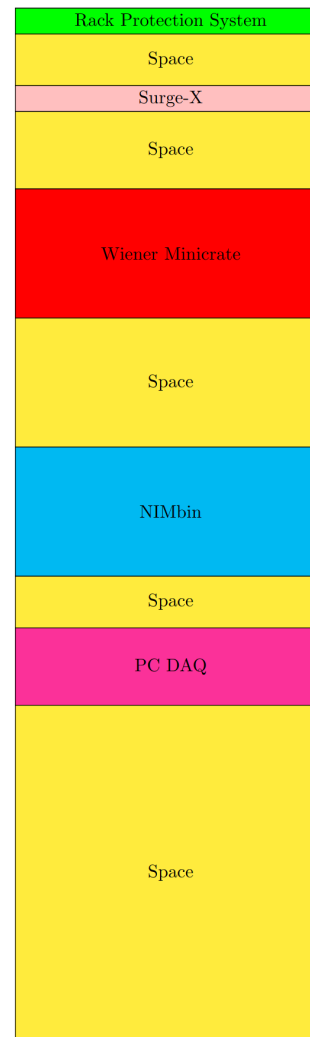 Rack Protection System
Space
Surge-X
Space
Wiener Minicrate
Space
NIMbin
Space
PC DAQ
Space